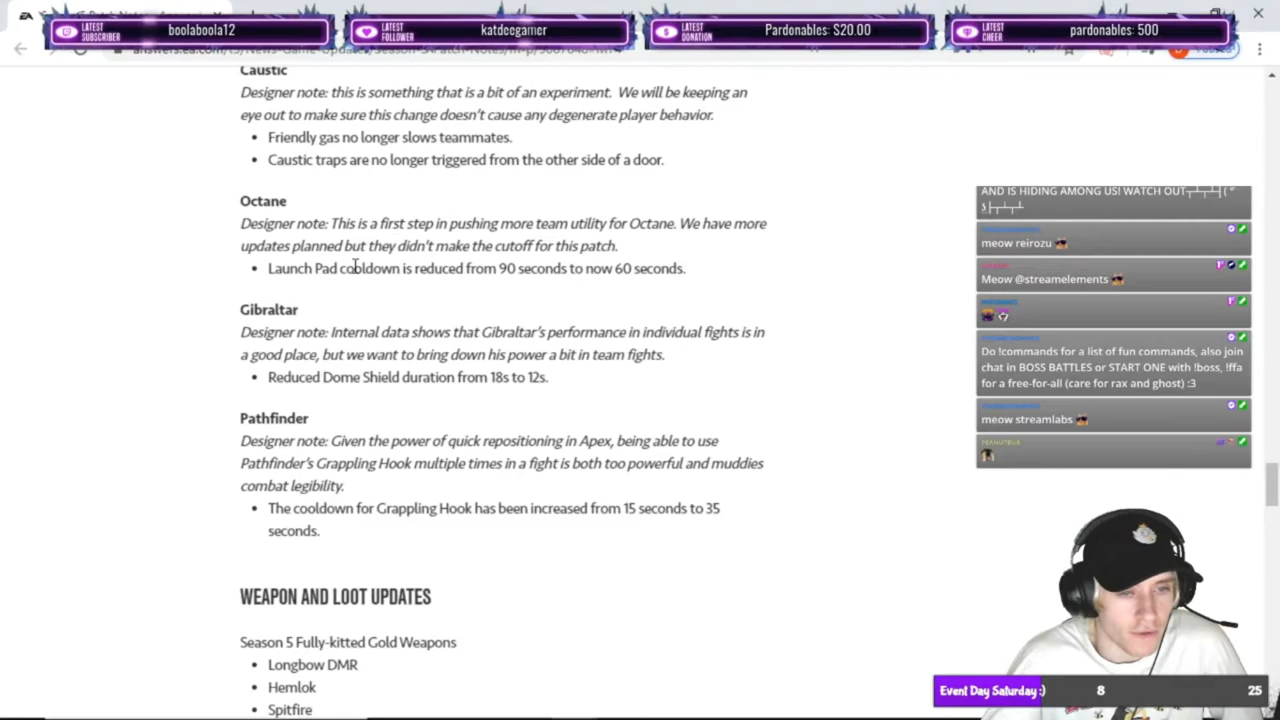 LATEST SUBSCRIBER
boolaboola12
LATEST FOLLOWER
katdeegamer
LATEST DONATION
Pardonables: $20.00
LATEST CHEER
pardonables: 500
Caustic
Designer note: this is something that is a bit of an experiment. We will be keeping an
eye out to make sure this change doesn't cause any degenerate player behavior.
• Friendly gas no longer slows teammates.
• Caustic traps are no longer triggered from the other side of a door.
Octane
Designer note: This is a first step in pushing more team utility for Octane. We have more
updates planned but they didn't make the cutoff for this patch.
• Launch Pad cooldown is reduced from 90 seconds to now 60 seconds.
Gibraltar
Designer note: Internal data shows that Gibraltar's performance in individual fights is in
a good place, but we want to bring down his power a bit in team fights.
• Reduced Dome Shield duration from 18s to 12s.
Pathfinder
Designer note: Given the power of quick repositioning in Apex, being able to use
Pathfinder's Grappling Hook multiple times in a fight is both too powerful and muddies
combat legibility.
• The cooldown for Grappling Hook has been increased from 15 seconds to 35
seconds.
WEAPON AND LOOT UPDATES
Season 5 Fully-kitted Gold Weapons
• Longbow DMR
• Hemlok
• Spitfire
AND IS HIDING AMONG US! WATCH OUT
meow reirozu
Meow @streamelements
Do !commands for a list of fun commands, also join
chat in BOSS BATTLES or START ONE with !boss, !ffa
for a free-for-all (care for rax and ghost) :3
meow streamlabs
Event Day Saturday :)
8
25